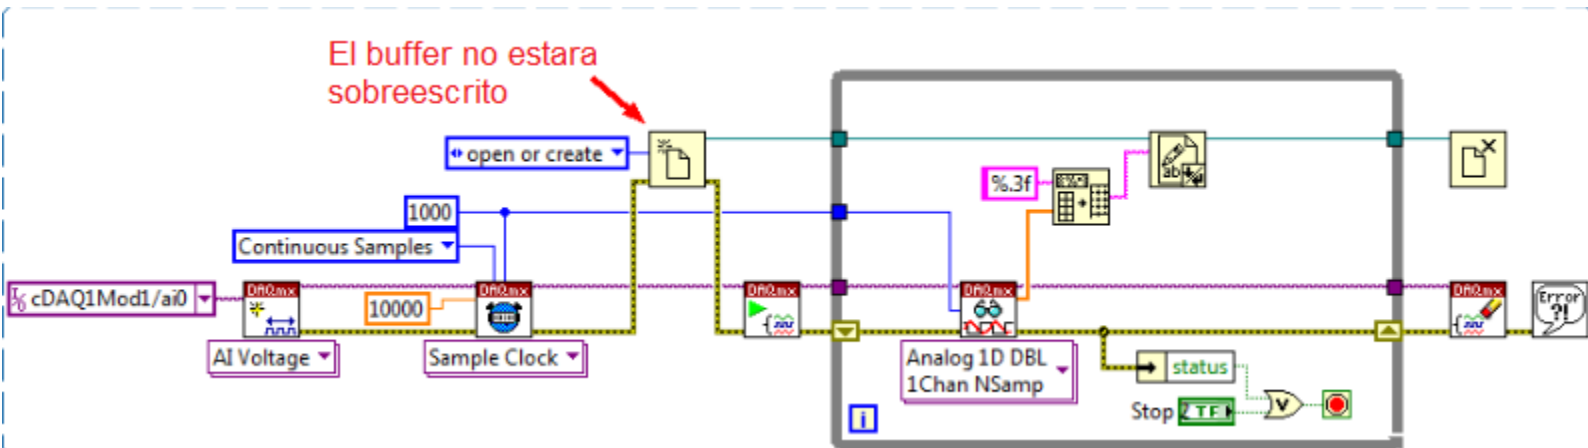 El buffer no estara
sobreescrito
open or create
%.3f
ab
1000
Continuous Samples
cDAQ1Mod1/ai0
DAQmx
10000
DAQmx
DAQmx
DAQmx
DAQmx
Error
?!
AI Voltage
Sample Clock
Analog 1D DBL
1Chan NSamp
status
Stop
TF
V
i